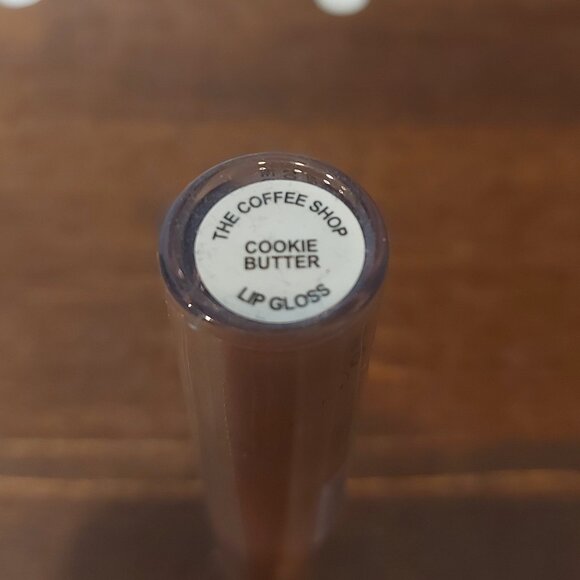 THE COFFEE SHOP
COOKIE
BUTTER
LIP GLOSS